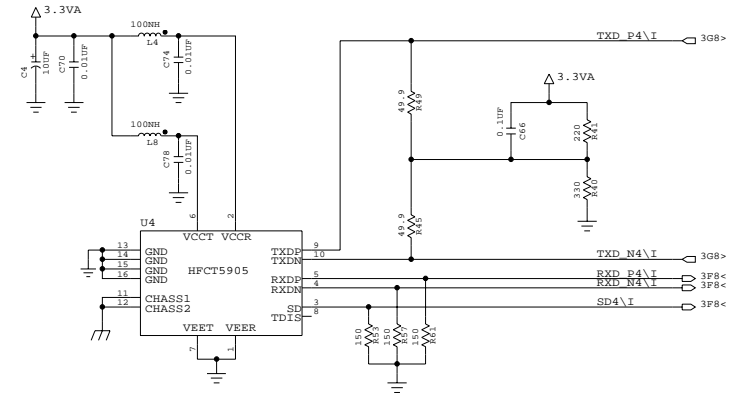 3.3VA
100NH
L4
C4
10UF
C70
0.01UF
C74
0.01UF
100NH
L8
C78
0.01UF
TXD_P4\I
3G8>
49.9
R49
3.3VA
0.1UF
C66
220
R41
330
R40
49.9
R45
U4
6
2
VCCT
VCCR
13
GND
14
GND
15
GND
16
GND
HFCT5905
11
CHASS1
12
CHASS2
TXDP
9
TXDN
10
RXDP
5
RXDN
4
SD
3
TDIS
8
VEET
VEER
7
1
TXD_N4\I
3G8>
RXD_P4\I
3F8<
RXD_N4\I
3F8<
SD4\I
3F8<
150
R53
150
R57
150
R61